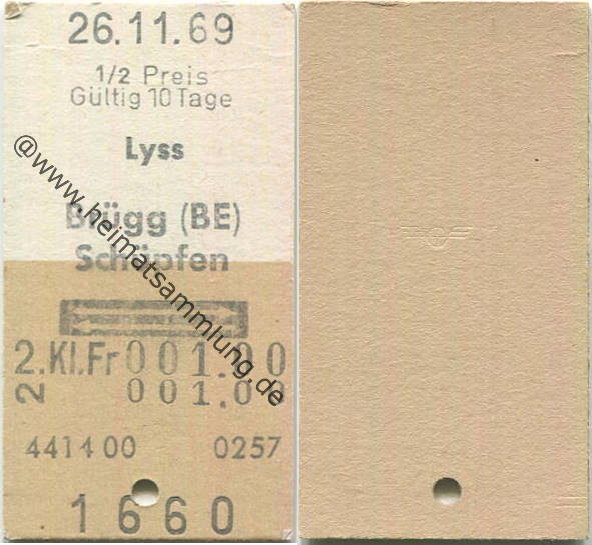 26.11.69
1/2 Preis
Gültig 10 Tage
Lyss
Brügg (BE)
Schüpfen
2.Kl.Fr 001.00
2 001.00
441400 0257
1660
@www.heimatsammlung.de